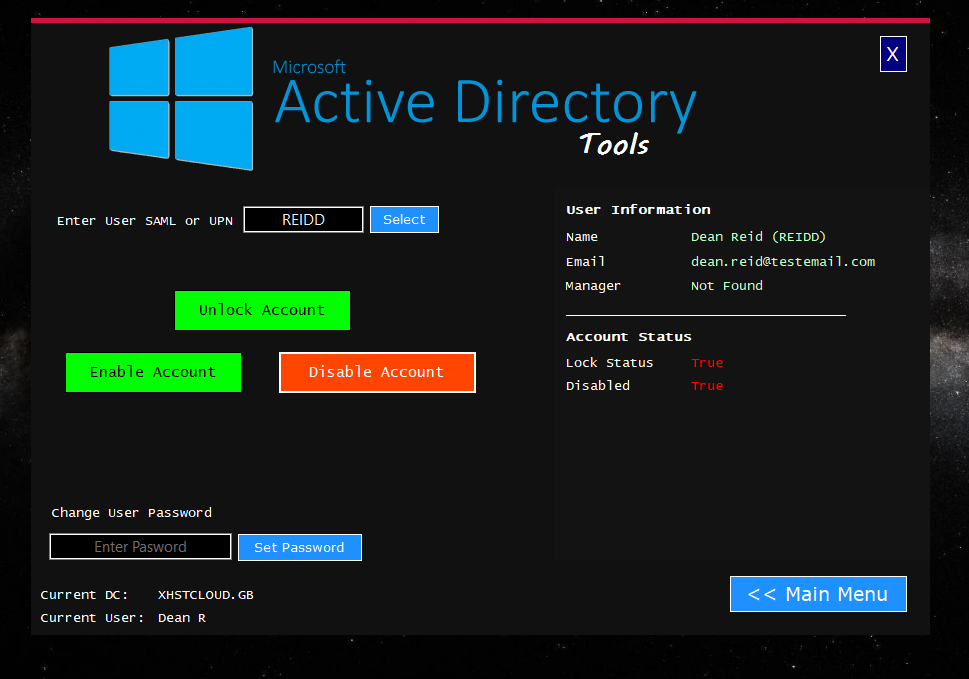 Microsoft
Active Directory
Tools
X
Enter User SAML or UPN REIDD Select
Unlock Account
Enable Account Disable Account
Change User Password
Enter Pasword Set Password
Current DC: XHSTCLOUD.GB
Current User: Dean R
User Information
Name Dean Reid (REIDD)
Email dean.reid@testemail.com
Manager Not Found
Account Status
Lock Status True
Disabled True
<< Main Menu